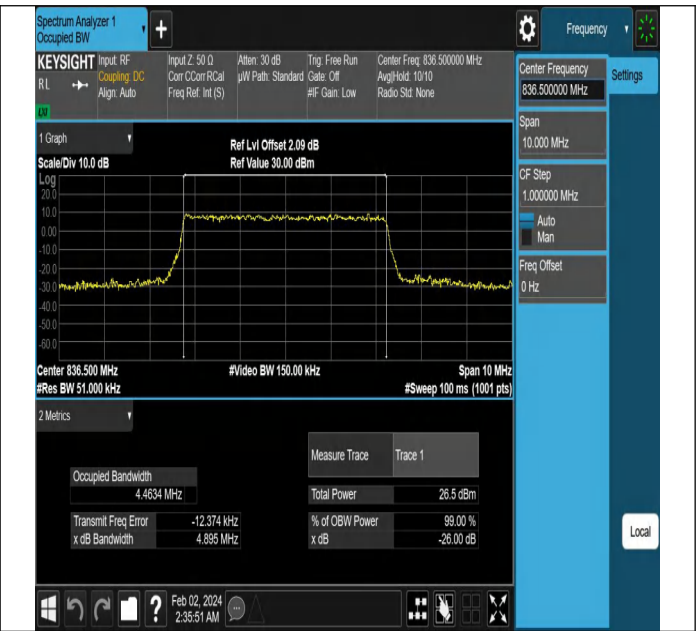 Spectrum Analyzer 1
Occupied BW
Frequency
KEYSIGHT
RL
Input: RF
Coupling: DC
Align: Auto
Input Z: 50 Ω
Corr CCorr RCal
Freq Ref: Int (S)
Atten: 30 dB
µW Path: Standard
Trig: Free Run
Gate: Off
#IF Gain: Low
Center Freq: 836.500000 MHz
Avg|Hold: 10/10
Radio Std: None
Center Frequency
836.500000 MHz
Settings
Span
10.000 MHz
CF Step
1.000000 MHz
Auto
Man
Freq Offset
0 Hz
1 Graph
Scale/Div 10.0 dB
Ref Lvl Offset 2.09 dB
Ref Value 30.00 dBm
Log
20.0
10.0
0.00
-10.0
-20.0
-30.0
-40.0
-50.0
-60.0
Center 836.500 MHz
#Video BW 150.00 kHz
Span 10 MHz
#Res BW 51.000 kHz
#Sweep 100 ms (1001 pts)
2 Metrics
Measure Trace
Trace 1
Occupied Bandwidth
4.4634 MHz
Total Power
26.5 dBm
Transmit Freq Error
-12.374 kHz
% of OBW Power
99.00 %
x dB Bandwidth
4.895 MHz
x dB
-26.00 dB
Local
Feb 02, 2024
2:35:51 AM